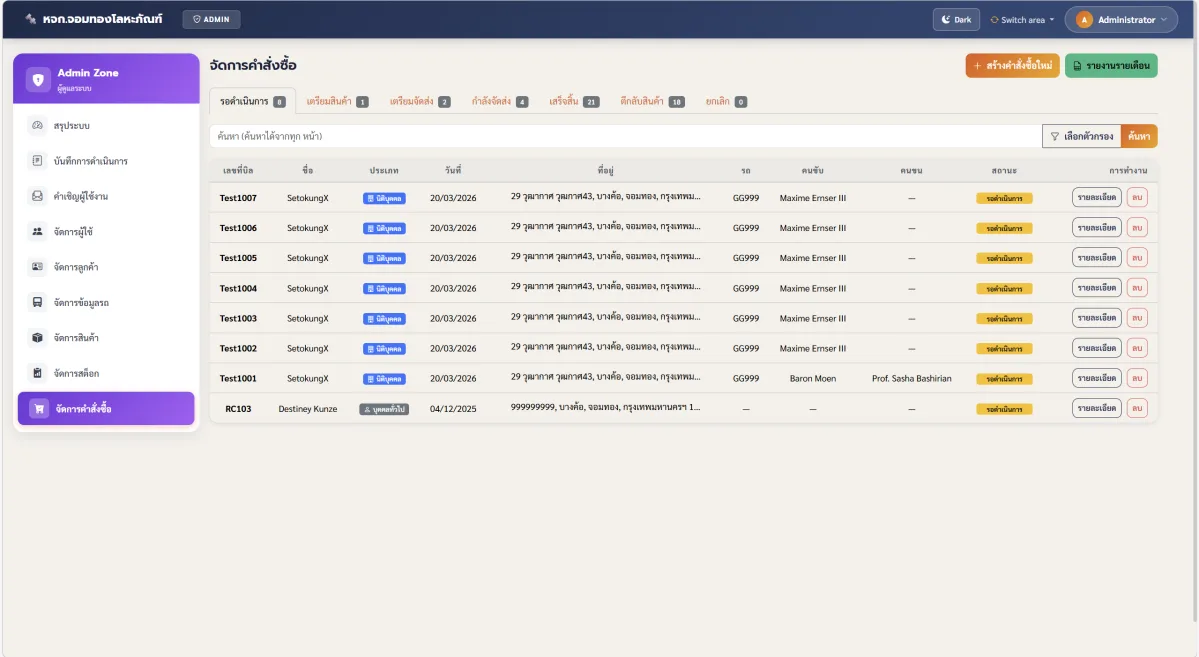 หจก.จอมทองโลหะภัณฑ์ ADMIN Dark Switch area A Administrator
Admin Zone
ผู้ดูแลระบบ
สรุประบบ
บันทึกการดำเนินการ
คำเชิญผู้ใช้งาน
จัดการผู้ใช้
จัดการลูกค้า
จัดการข้อมูลรถ
จัดการสินค้า
จัดการสต็อก
จัดการคำสั่งซื้อ
จัดการคำสั่งซื้อ + สร้างคำสั่งซื้อใหม่ รายงานรายเดือน
รอดำเนินการ 8 เตรียมสินค้า 1 เตรียมจัดส่ง 2 กำลังจัดส่ง 4 เสร็จสิ้น 21 ตีกลับสินค้า 18 ยกเลิก 0
ค้นหา (ค้นหาได้จากทุก หน้า) เลือกตัวกรอง ค้นหา
เลขที่บิล ชื่อ ประเภท วันที่ ที่อยู่ รถ คนขับ คนขน สถานะ การทำงาน
Test1007 SetokungX นิติบุคคล 20/03/2026 29 วุฒากาศ วุฒกาศ43, บางค้อ, จอมทอง, กรุงเทพม... GG999 Maxime Ernser III — รอดำเนินการ รายละเอียด ลบ
Test1006 SetokungX นิติบุคคล 20/03/2026 29 วุฒากาศ วุฒกาศ43, บางค้อ, จอมทอง, กรุงเทพม... GG999 Maxime Ernser III — รอดำเนินการ รายละเอียด ลบ
Test1005 SetokungX นิติบุคคล 20/03/2026 29 วุฒากาศ วุฒกาศ43, บางค้อ, จอมทอง, กรุงเทพม... GG999 Maxime Ernser III — รอดำเนินการ รายละเอียด ลบ
Test1004 SetokungX นิติบุคคล 20/03/2026 29 วุฒากาศ วุฒกาศ43, บางค้อ, จอมทอง, กรุงเทพม... GG999 Maxime Ernser III — รอดำเนินการ รายละเอียด ลบ
Test1003 SetokungX นิติบุคคล 20/03/2026 29 วุฒากาศ วุฒกาศ43, บางค้อ, จอมทอง, กรุงเทพม... GG999 Maxime Ernser III — รอดำเนินการ รายละเอียด ลบ
Test1002 SetokungX นิติบุคคล 20/03/2026 29 วุฒากาศ วุฒกาศ43, บางค้อ, จอมทอง, กรุงเทพม... GG999 Maxime Ernser III — รอดำเนินการ รายละเอียด ลบ
Test1001 SetokungX นิติบุคคล 20/03/2026 29 วุฒากาศ วุฒกาศ43, บางค้อ, จอมทอง, กรุงเทพม... GG999 Baron Moen Prof. Sasha Bashirian รอดำเนินการ รายละเอียด ลบ
RC103 Destiney Kunze บุคคลทั่วไป 04/12/2025 999999999, บางค้อ, จอมทอง, กรุงเทพมหานครฯ 1... — — — รอดำเนินการ รายละเอียด ลบ